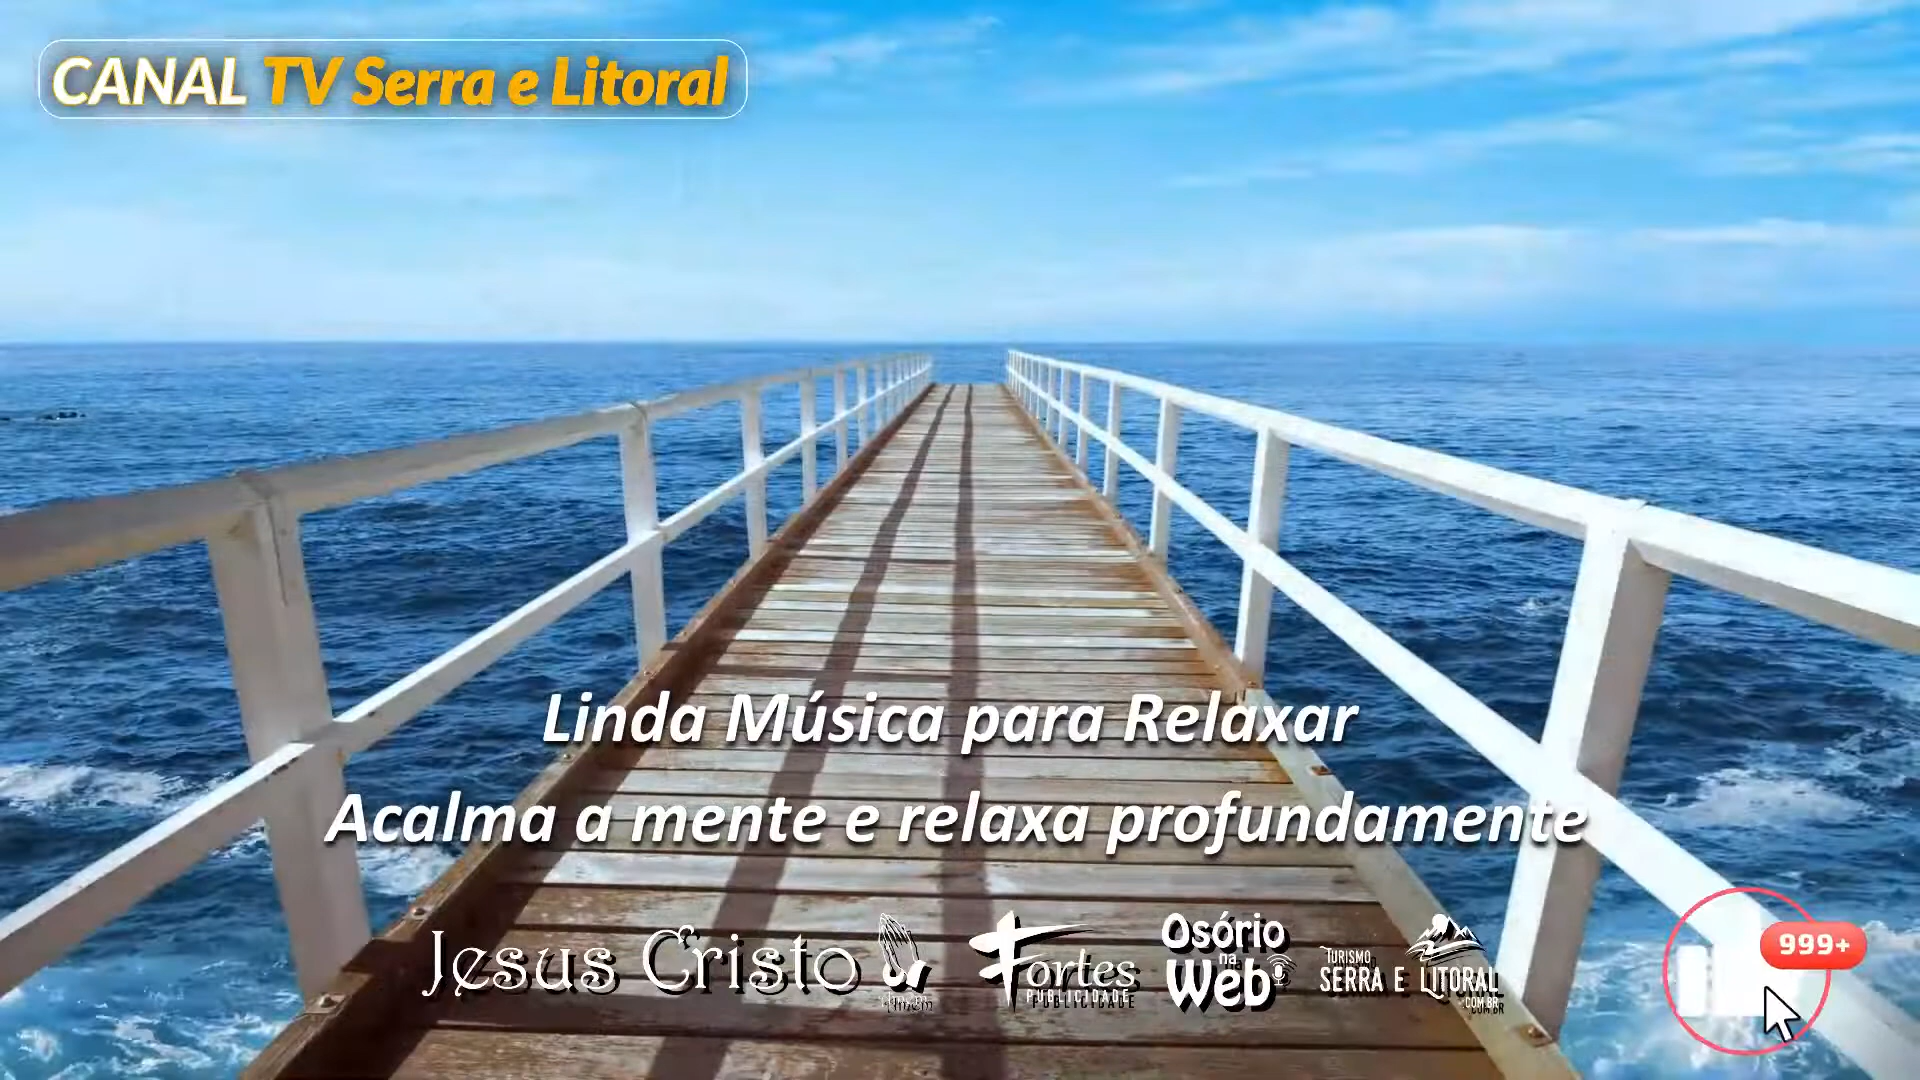 CANAL TV Serra e Litoral
Linda Música para Relaxar
Acalma a mente e relaxa profundamente
Jesus Cristo
Fortes
PUBLICIDADE
Osório
na
Web
TURISMO
SERRA E LITORAL
.COM.BR
999+